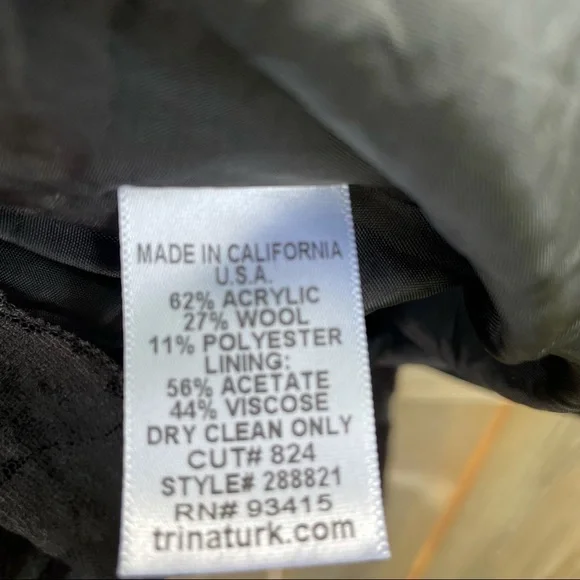 MADE IN CALIFORNIA
U.S.A.
62% ACRYLIC
27% WOOL
11% POLYESTER
LINING:
56% ACETATE
44% VISCOSE
DRY CLEAN ONLY
CUT# 824
STYLE# 288821
RN# 93415
trinaturk.com